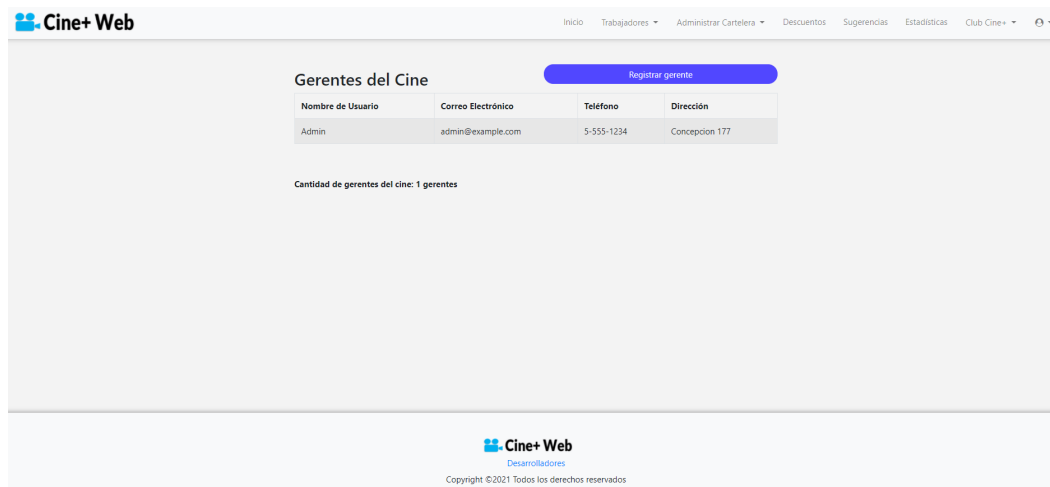 Cine+ Web
Inicio Trabajadores Administrar Cartelera Descuentos Sugerencias Estadísticas Club Cine+
Gerentes del Cine
Registrar gerente
Nombre de Usuario Correo Electrónico Teléfono Dirección
Admin admin@example.com 5-555-1234 Concepcion 177
Cantidad de gerentes del cine: 1 gerentes
Cine+ Web
Desarrolladores
Copyright ©2021 Todos los derechos reservados